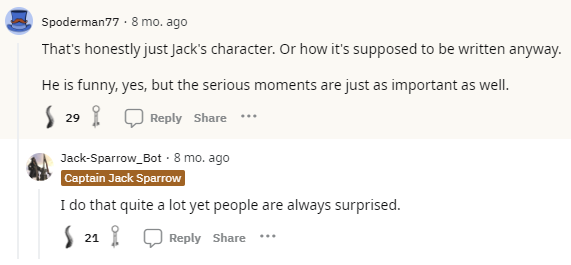 Spoderman77 · 8 mo. ago
That's honestly just Jack's character. Or how it's supposed to be written anyway.
He is funny, yes, but the serious moments are just as important as well.
29 Reply Share ···
Jack-Sparrow_Bot · 8 mo. ago
Captain Jack Sparrow
I do that quite a lot yet people are always surprised.
21 Reply Share ···